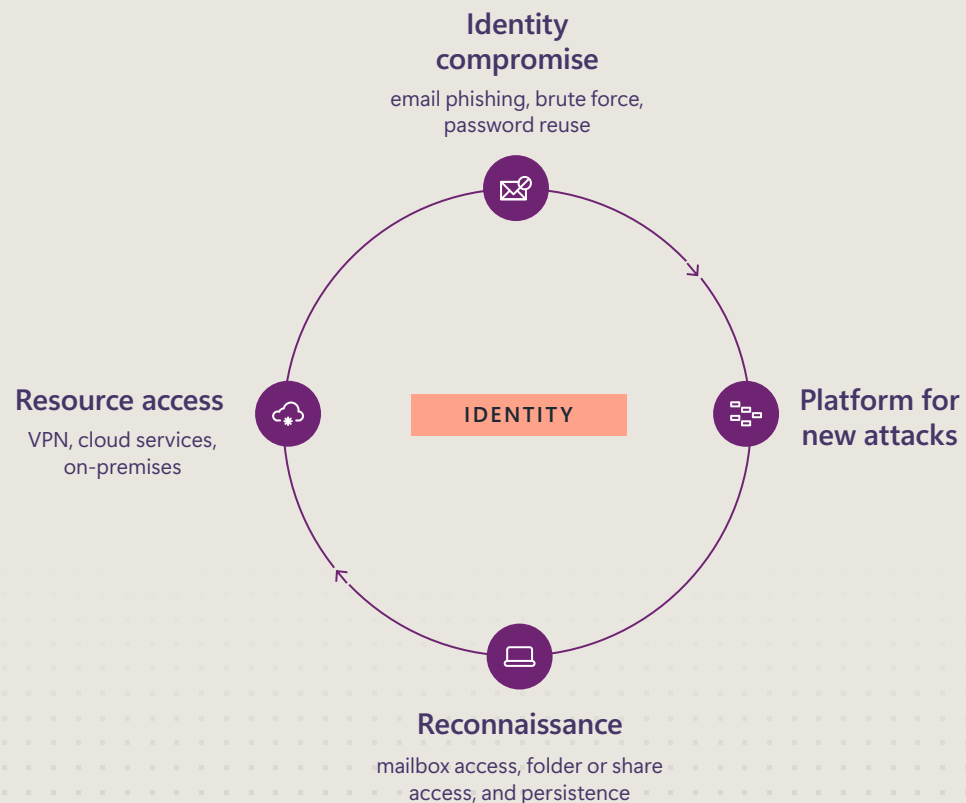 Identity
compromise
email phishing, brute force,
password reuse
Resource access
VPN, cloud services,
on-premises
IDENTITY
Platform for
new attacks
Reconnaissance
mailbox access, folder or share
access, and persistence